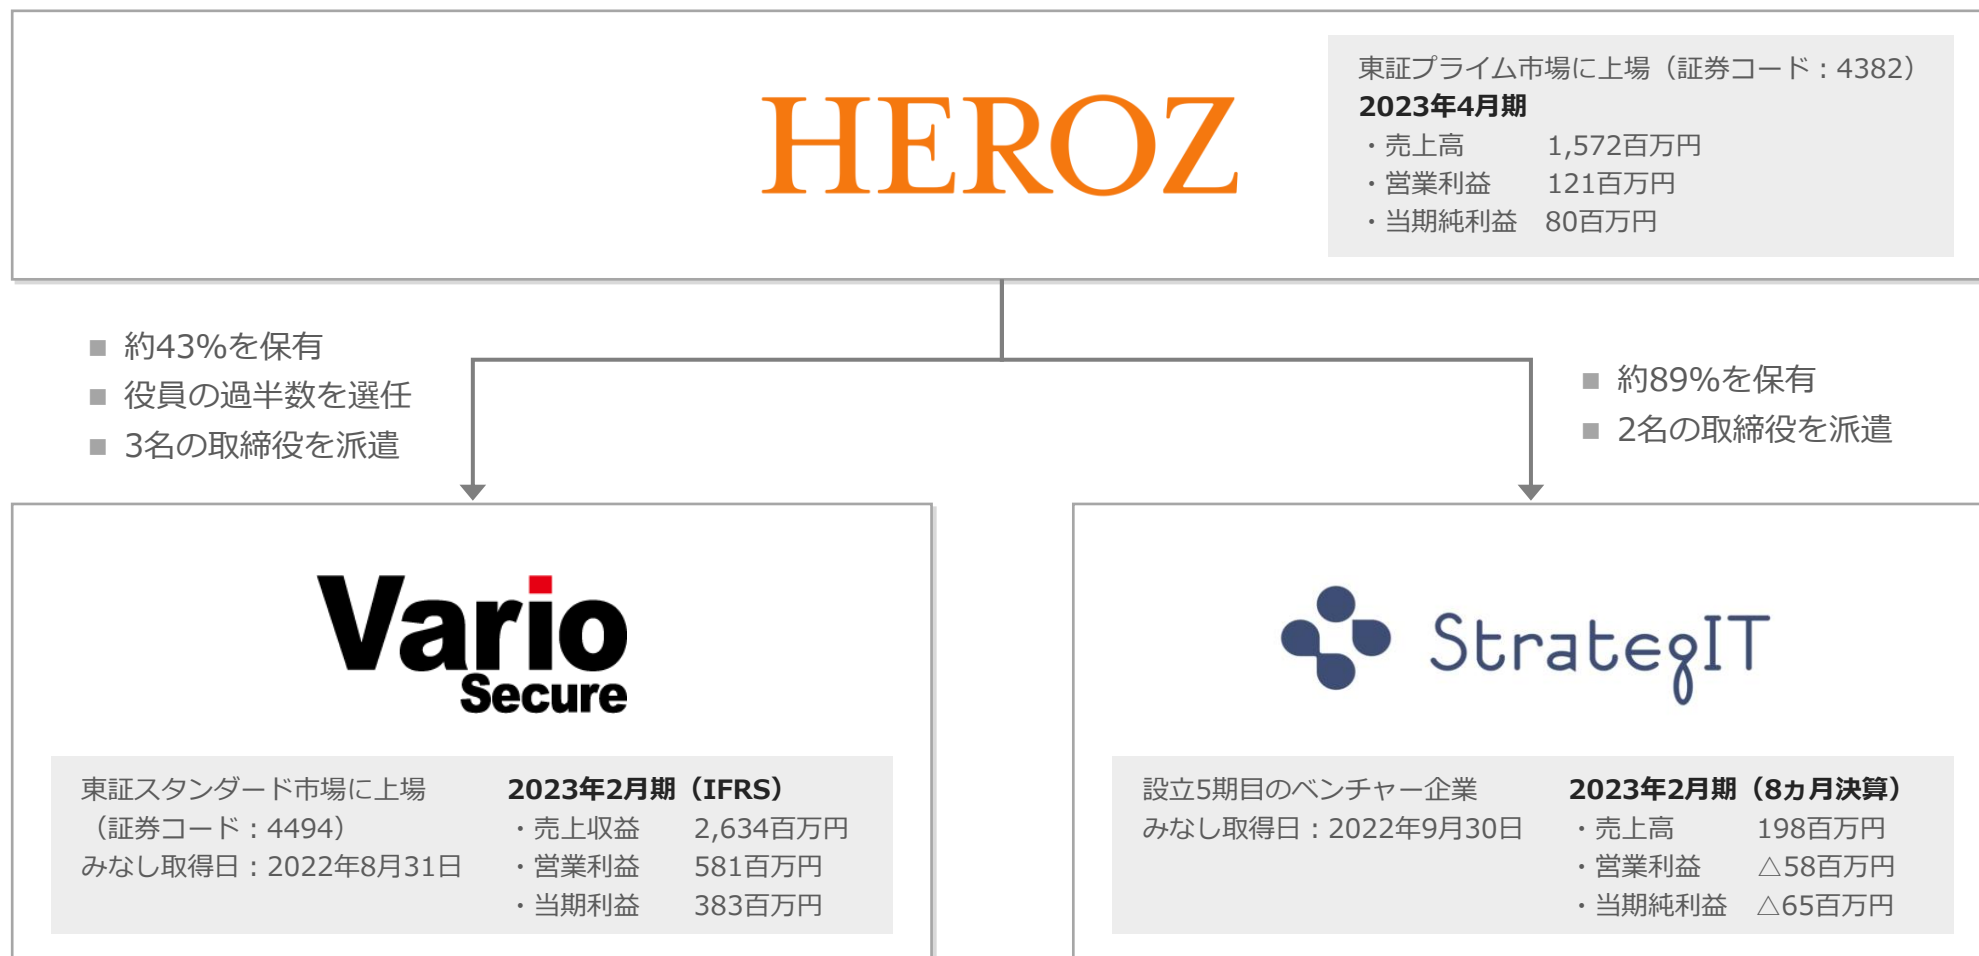 HEROZ
東証プライム市場に上場（証券コード：4382）
2023年4月期
・売上高 1,572百万円
・営業利益 121百万円
・当期純利益 80百万円
■ 約43%を保有
■ 役員の過半数を選任
■ 3名の取締役を派遣
■ 約89%を保有
■ 2名の取締役を派遣
Vario
Secure
東証スタンダード市場に上場
（証券コード：4494）
みなし取得日：2022年8月31日
2023年2月期（IFRS）
・売上収益 2,634百万円
・営業利益 581百万円
・当期利益 383百万円
StrategIT
設立5期目のベンチャー企業
みなし取得日：2022年9月30日
2023年2月期（8ヵ月決算）
・売上高 198百万円
・営業利益 △58百万円
・当期純利益 △65百万円